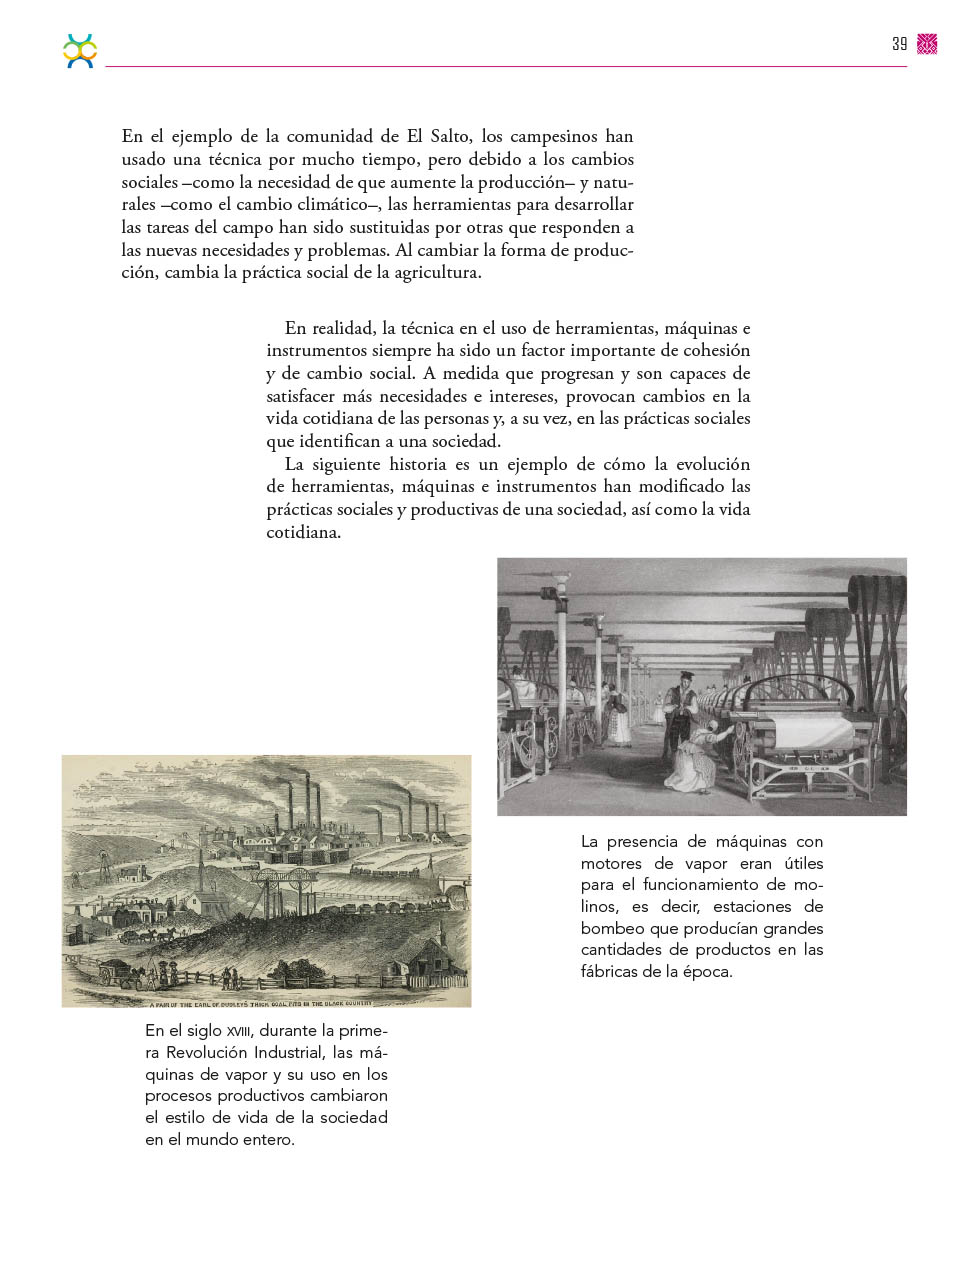 39
En el ejemplo de la comunidad de El Salto, los campesinos han
usado una técnica por mucho tiempo, pero debido a los cambios
sociales –como la necesidad de que aumente la producción– y natu-
rales –como el cambio climático–, las herramientas para desarrollar
las tareas del campo han sido sustituidas por otras que responden a
las nuevas necesidades y problemas. Al cambiar la forma de produc-
ción, cambia la práctica social de la agricultura.
En realidad, la técnica en el uso de herramientas, máquinas e
instrumentos siempre ha sido un factor importante de cohesión
y de cambio social. A medida que progresan y son capaces de
satisfacer más necesidades e intereses, provocan cambios en la
vida cotidiana de las personas y, a su vez, en las prácticas sociales
que identifican a una sociedad.
La siguiente historia es un ejemplo de cómo la evolución
de herramientas, máquinas e instrumentos han modificado las
prácticas sociales y productivas de una sociedad, así como la vida
cotidiana.
La presencia de máquinas con
motores de vapor eran útiles
para el funcionamiento de mo-
linos, es decir, estaciones de
bombeo que producían grandes
cantidades de productos en las
fábricas de la época.
A PAIR OF THE EARL OF DUDLEY'S THICK COAL PITS IN THE BLACK COUNTRY
En el siglo XVIII, durante la prime-
ra Revolución Industrial, las má-
quinas de vapor y su uso en los
procesos productivos cambiaron
el estilo de vida de la sociedad
en el mundo entero.